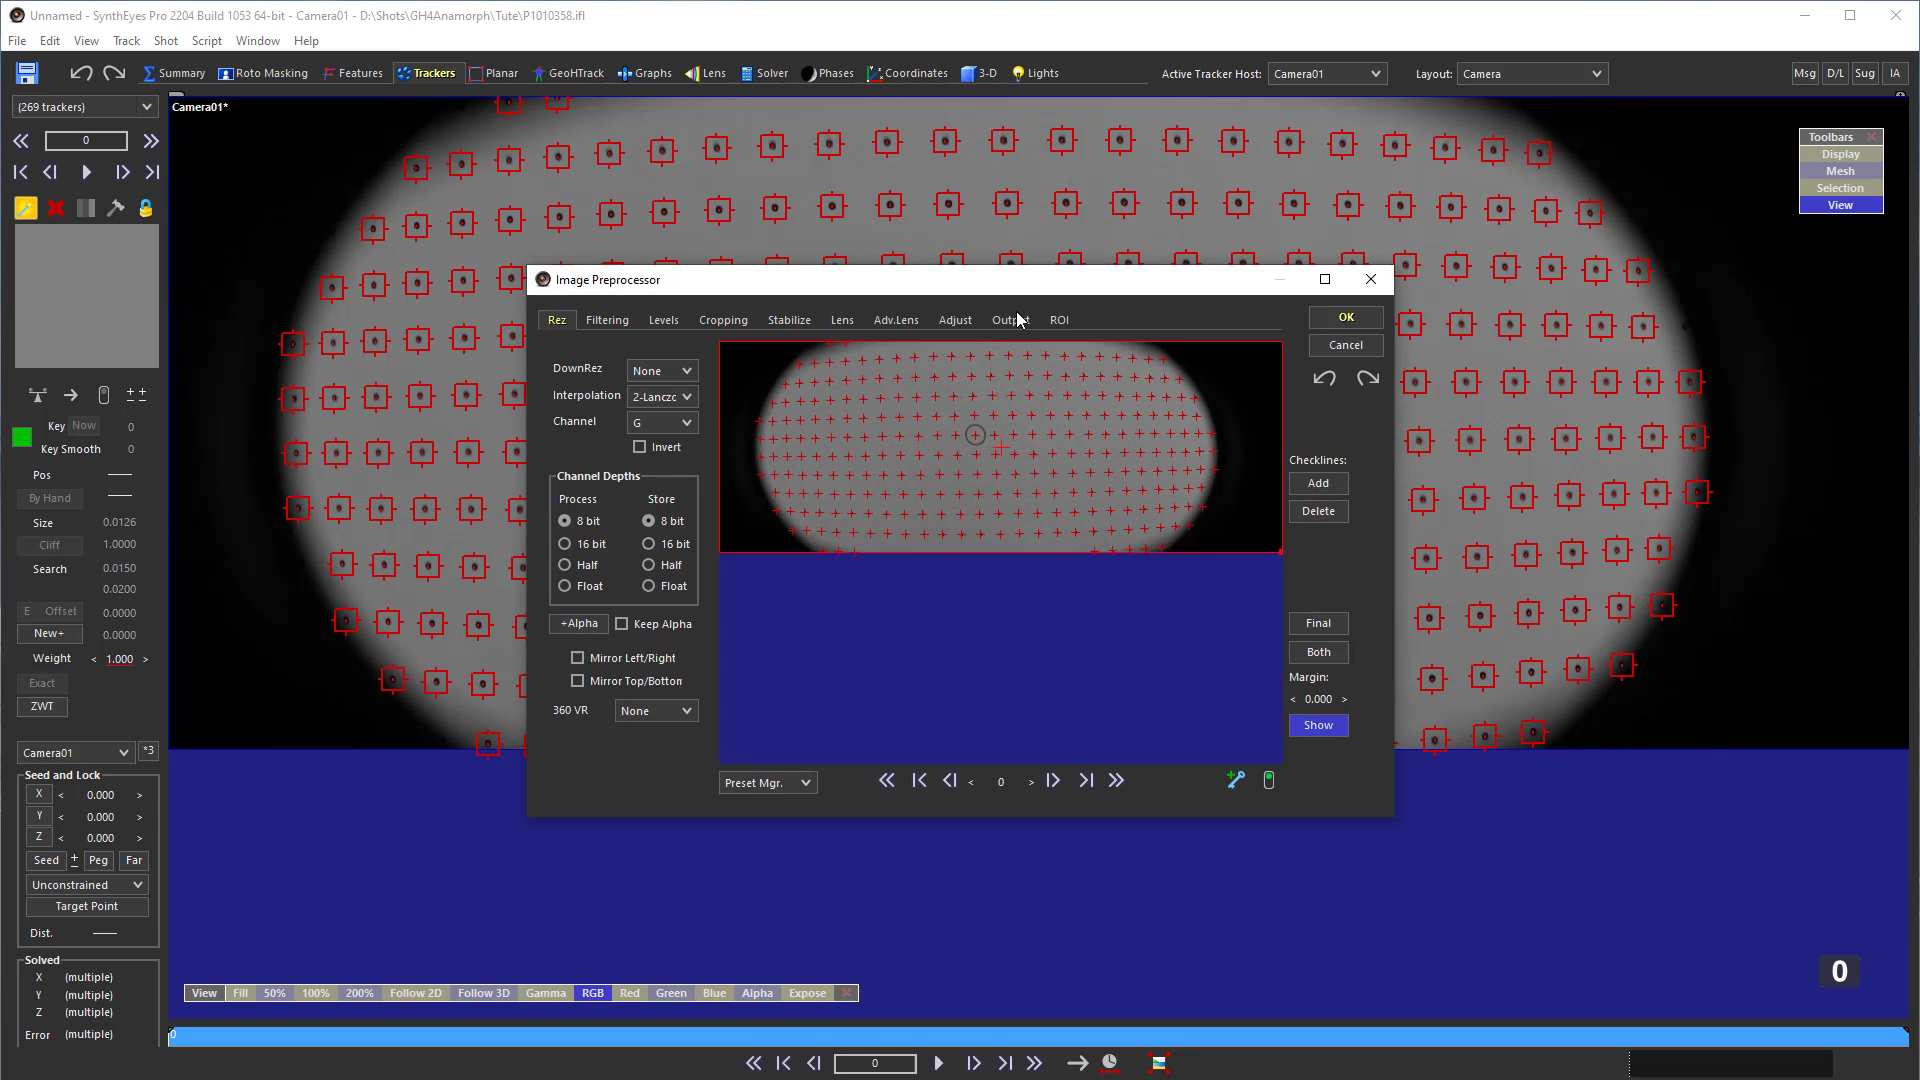 Unnamed - SynthEyes Pro 2204 Build 1053 64-bit - Camera01 - D:\Shots\GH4Anamorph\Tute\P1010358.ifl
File Edit View Track Shot Script Window Help
Summary Roto Masking Features Trackers Planar GeoHTrack Graphs Lens Solver Phases Coordinates 3-D Lights Active Tracker Host: Camera01 Layout: Camera Msg D/L Sug IA
(269 trackers)
Camera01*
0
Toolbars
Display
Mesh
Selection
View
Image Preprocessor
Rez Filtering Levels Cropping Stabilize Lens Adv.Lens Adjust Output ROI
OK
Cancel
DownRez None
Interpolation 2-Lanczc
Channel G
Invert
Channel Depths
Process Store
8 bit 8 bit
16 bit 16 bit
Half Half
Float Float
+Alpha Keep Alpha
Mirror Left/Right
Mirror Top/Bottom
360 VR None
Checklines:
Add
Delete
Final
Both
Margin:
< 0.000 >
Show
Preset Mgr. < 0 >
Key Now 0
Key Smooth 0
Pos
By Hand
Size 0.0126
Cliff 1.0000
Search 0.0150
0.0200
E Offset 0.0000
New+ 0.0000
Weight < 1.000 >
Exact
ZWT
Camera01 *3
Seed and Lock
X < 0.000 >
Y < 0.000 >
Z < 0.000 >
Seed Peg Far
Unconstrained
Target Point
Dist.
Solved
X (multiple)
Y (multiple)
Z (multiple)
Error (multiple)
View Fill 50% 100% 200% Follow 2D Follow 3D Gamma RGB Red Green Blue Alpha Expose
0
0
0